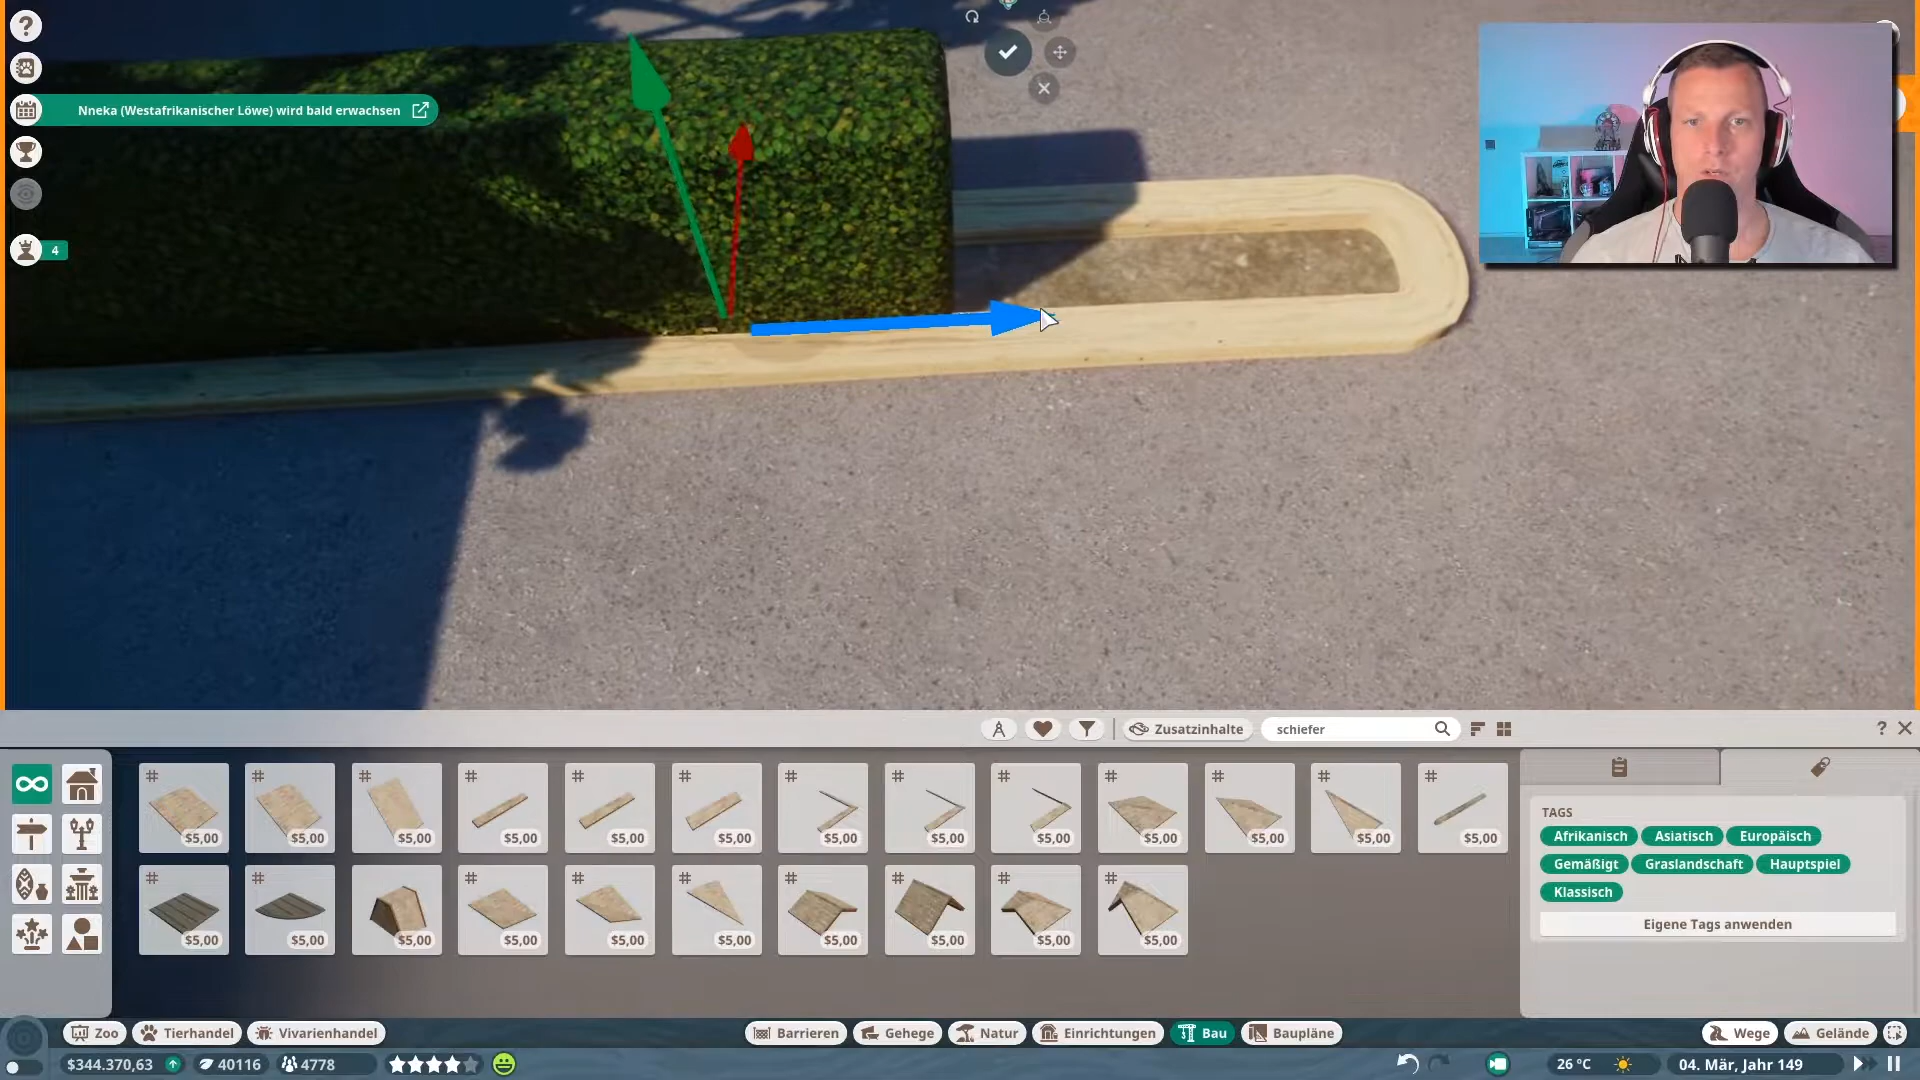 ?
Nneka (Westafrikanischer Löwe) wird bald erwachsen
4
Zusatzinhalte
schiefer
?
# # # # # # # # # # # # #
$5,00 $5,00 $5,00 $5,00 $5,00 $5,00 $5,00 $5,00 $5,00 $5,00 $5,00 $5,00 $5,00
# # # # # # # # # #
$5,00 $5,00 $5,00 $5,00 $5,00 $5,00 $5,00 $5,00 $5,00 $5,00
TAGS
Afrikanisch Asiatisch Europäisch
Gemäßigt Graslandschaft Hauptspiel
Klassisch
Eigene Tags anwenden
Zoo Tierhandel Vivarienhandel Barrieren Gehege Natur Einrichtungen Bau Baupläne Wege Gelände
$344.370,63 40116 4778 26 °C 04. Mär, Jahr 149